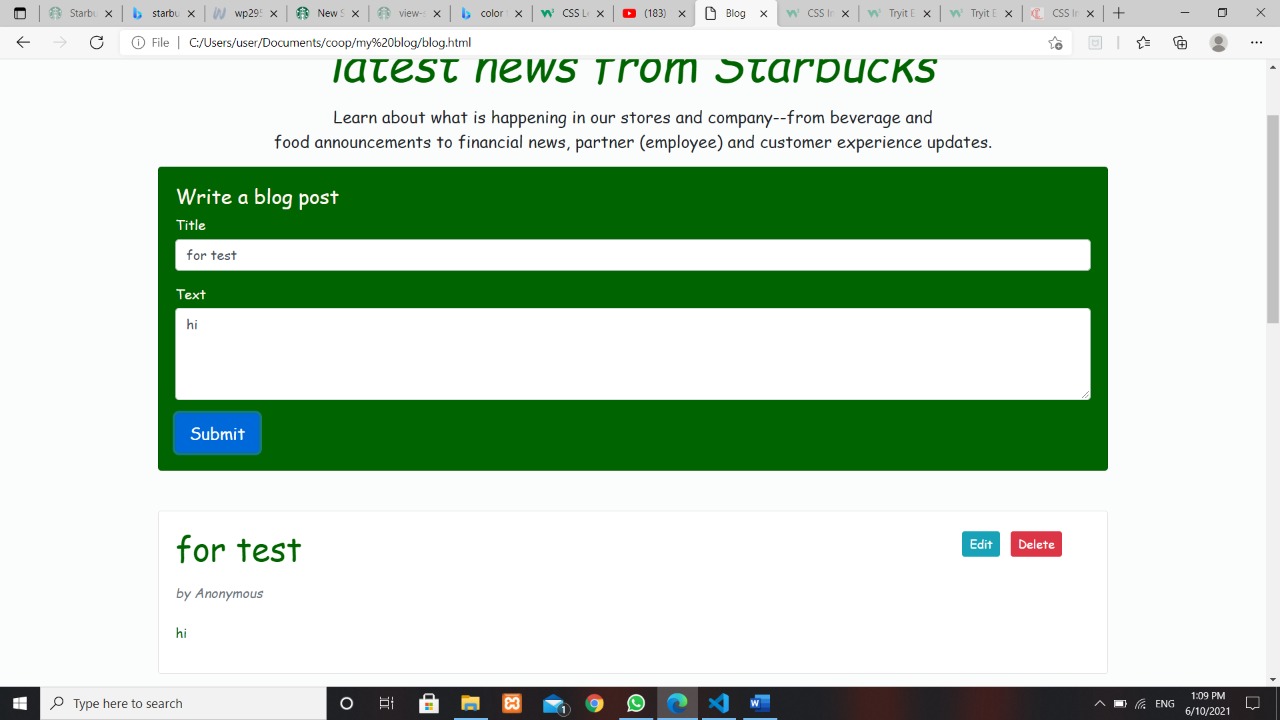 Starbu
starbu
wp295
New S
view-s
color
CSS Lo
(183)
Blog
CSS In
Tryit E
Tryit E
CSS In
File
C:/Users/user/Documents/coop/my%20blog/blog.html
latest news from Starbucks
Learn about what is happening in our stores and company--from beverage and
food announcements to financial news, partner (employee) and customer experience updates.
Write a blog post
Title
for test
Text
hi
Submit
for test
Edit
Delete
by Anonymous
hi
Type here to search
1
ENG
1:09 PM
6/10/2021